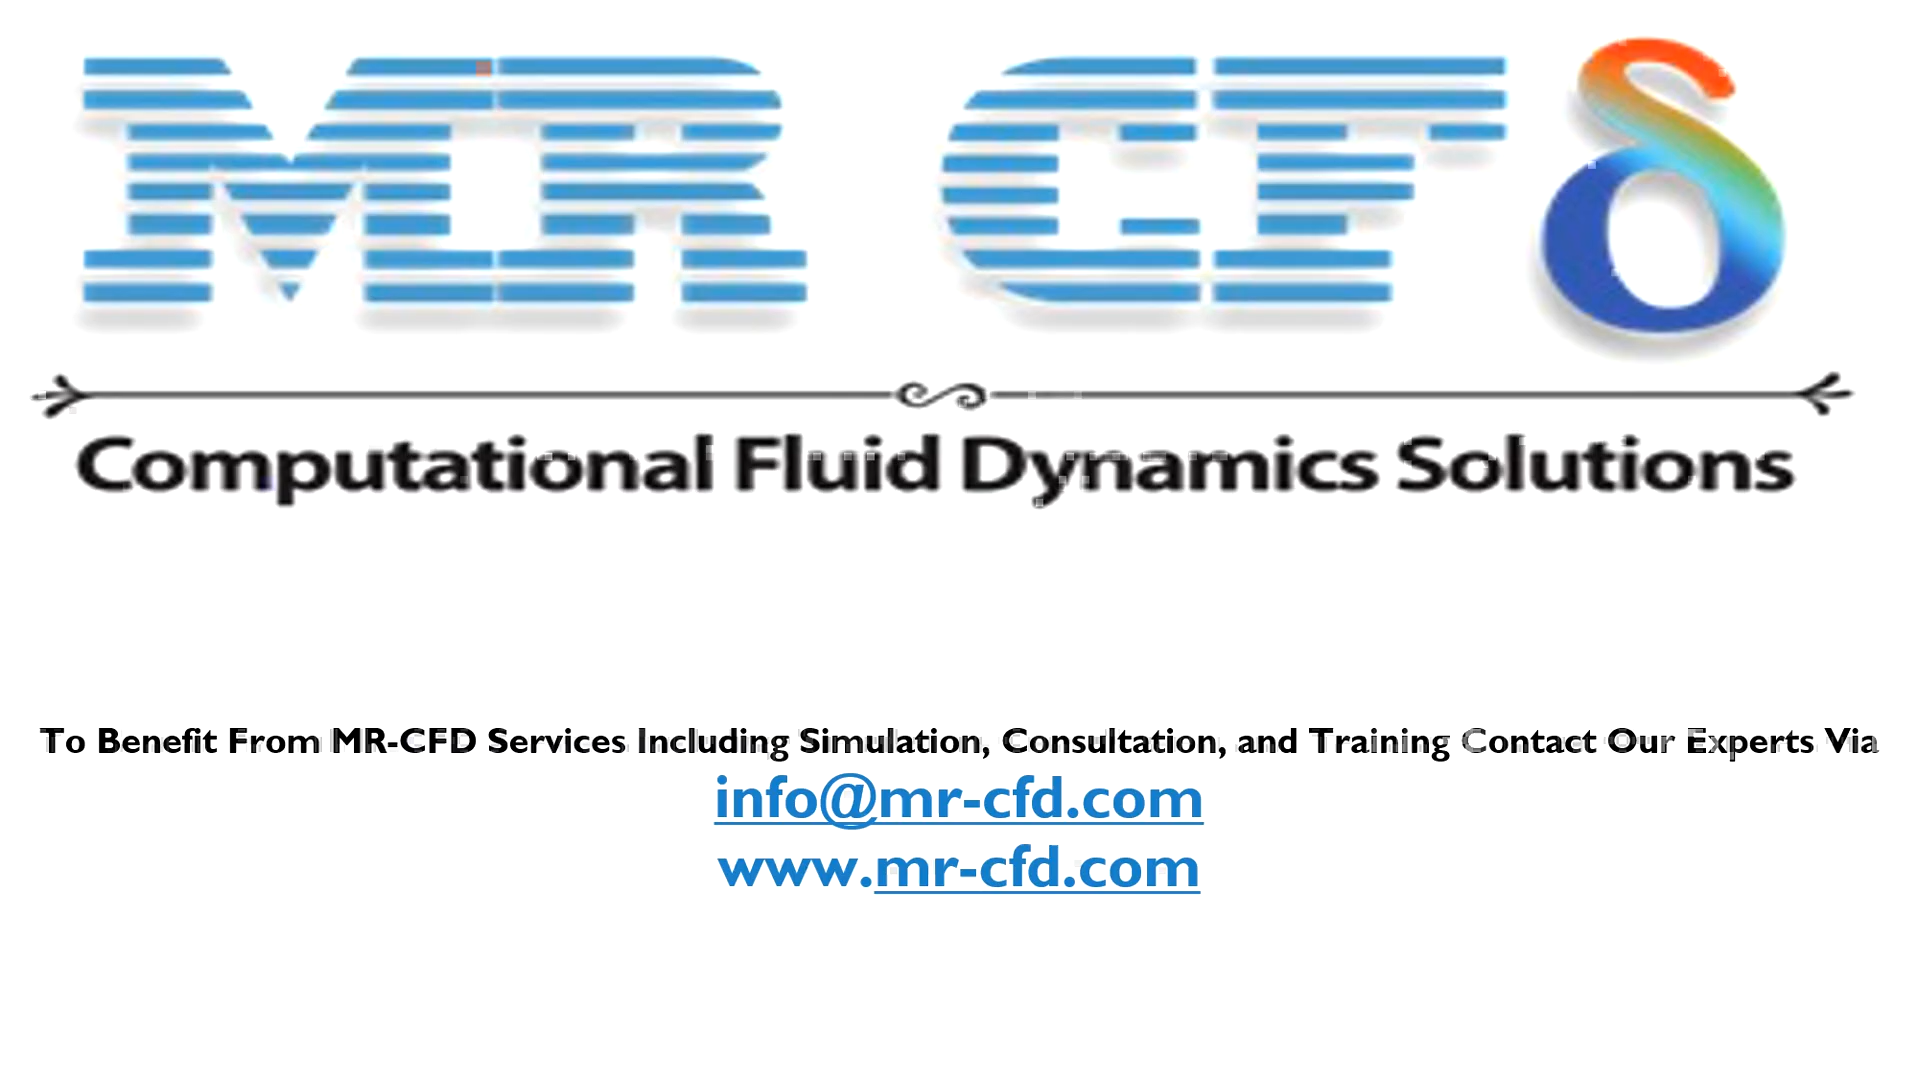 MR CFδ
Computational Fluid Dynamics Solutions
To Benefit From MR-CFD Services Including Simulation, Consultation, and Training Contact Our Experts Via
info@mr-cfd.com
www.mr-cfd.com